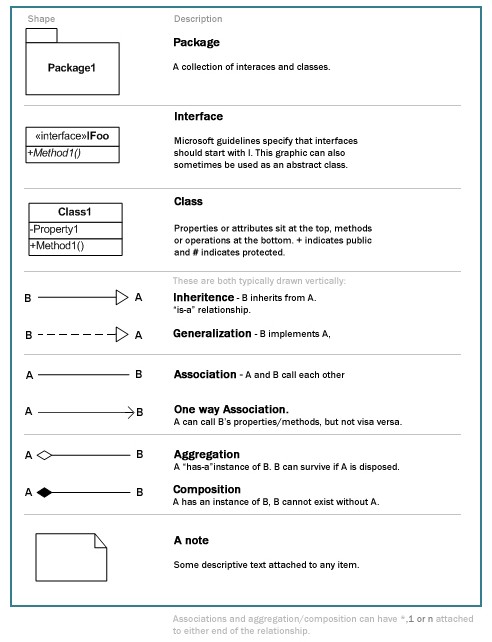 Shape Description
Package
Package1
A collection of interaces and classes.
Interface
«interface»IFoo
+Method1()
Microsoft guidelines specify that interfaces
should start with I. This graphic can also
sometimes be used as an abstract class.
Class
Class1
-Property1
+Method1()
Properties or attributes sit at the top, methods
or operations at the bottom. + indicates public
and # indicates protected.
These are both typically drawn vertically:
B A Inheritence - B inherits from A.
"is-a" relationship.
B A Generalization - B implements A,
A B Association - A and B call each other
A B One way Association.
A can call B's properties/methods, but not visa versa.
A B Aggregation
A "has-a"instance of B. B can survive if A is disposed.
A B Composition
A has an instance of B, B cannot exist without A.
A note
Some descriptive text attached to any item.
Associations and aggregation/composition can have *,1 or n attached
to either end of the relationship.